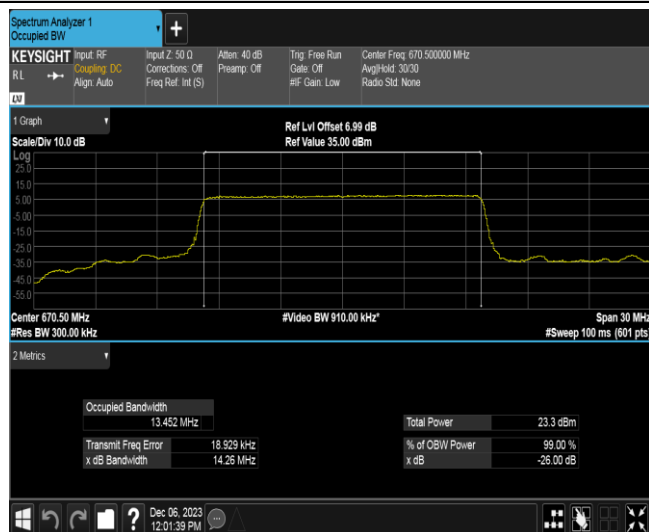 Spectrum Analyzer 1
Occupied BW
+
KEYSIGHT Input: RF Input Z: 50 Ω Atten: 40 dB Trig: Free Run Center Freq: 670.500000 MHz
RL Coupling: DC Corrections: Off Preamp: Off Gate: Off Avg|Hold: 30/30
Align: Auto Freq Ref: Int (S) #IF Gain: Low Radio Std: None
LXI
1 Graph
Ref Lvl Offset 6.99 dB
Scale/Div 10.0 dB Ref Value 35.00 dBm
Log
25.0
15.0
5.00
-5.00
-15.0
-25.0
-35.0
-45.0
-55.0
Center 670.50 MHz #Video BW 910.00 kHz* Span 30 MHz
#Res BW 300.00 kHz #Sweep 100 ms (601 pts)
2 Metrics
Occupied Bandwidth
13.452 MHz Total Power 23.3 dBm
Transmit Freq Error 18.929 kHz % of OBW Power 99.00 %
x dB Bandwidth 14.26 MHz x dB -26.00 dB
? Dec 06, 2023
12:01:39 PM